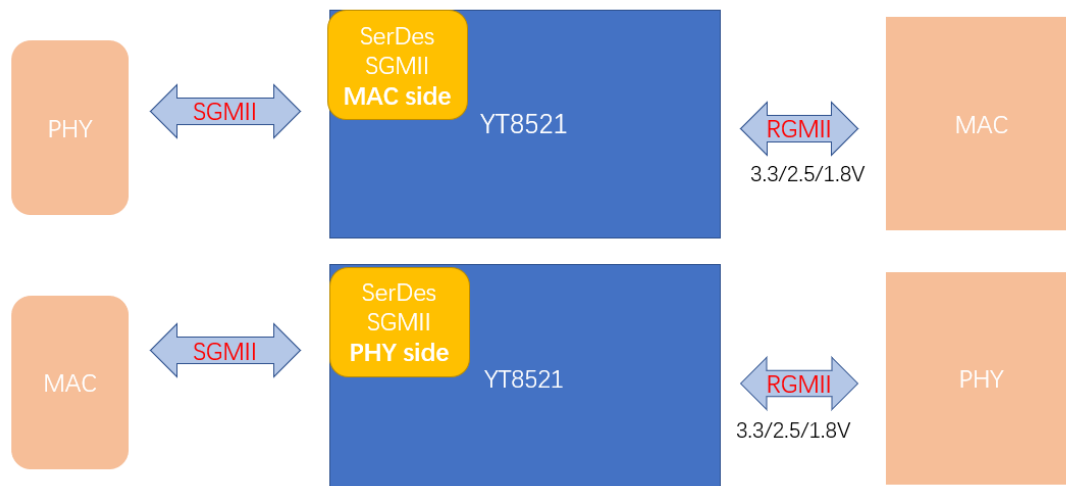 SerDes
SGMII
MAC side
PHY
SGMII
YT8521
RGMII
MAC
3.3/2.5/1.8V
SerDes
SGMII
PHY side
MAC
SGMII
YT8521
RGMII
PHY
3.3/2.5/1.8V